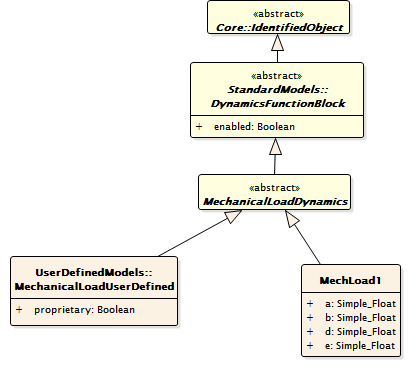 «abstract»
Core::IdentifiedObject
«abstract»
StandardModels::
DynamicsFunctionBlock
+ enabled: Boolean
«abstract»
MechanicalLoadDynamics
UserDefinedModels::
MechanicalLoadUserDefined
+ proprietary: Boolean
MechLoad1
+ a: Simple_Float
+ b: Simple_Float
+ d: Simple_Float
+ e: Simple_Float